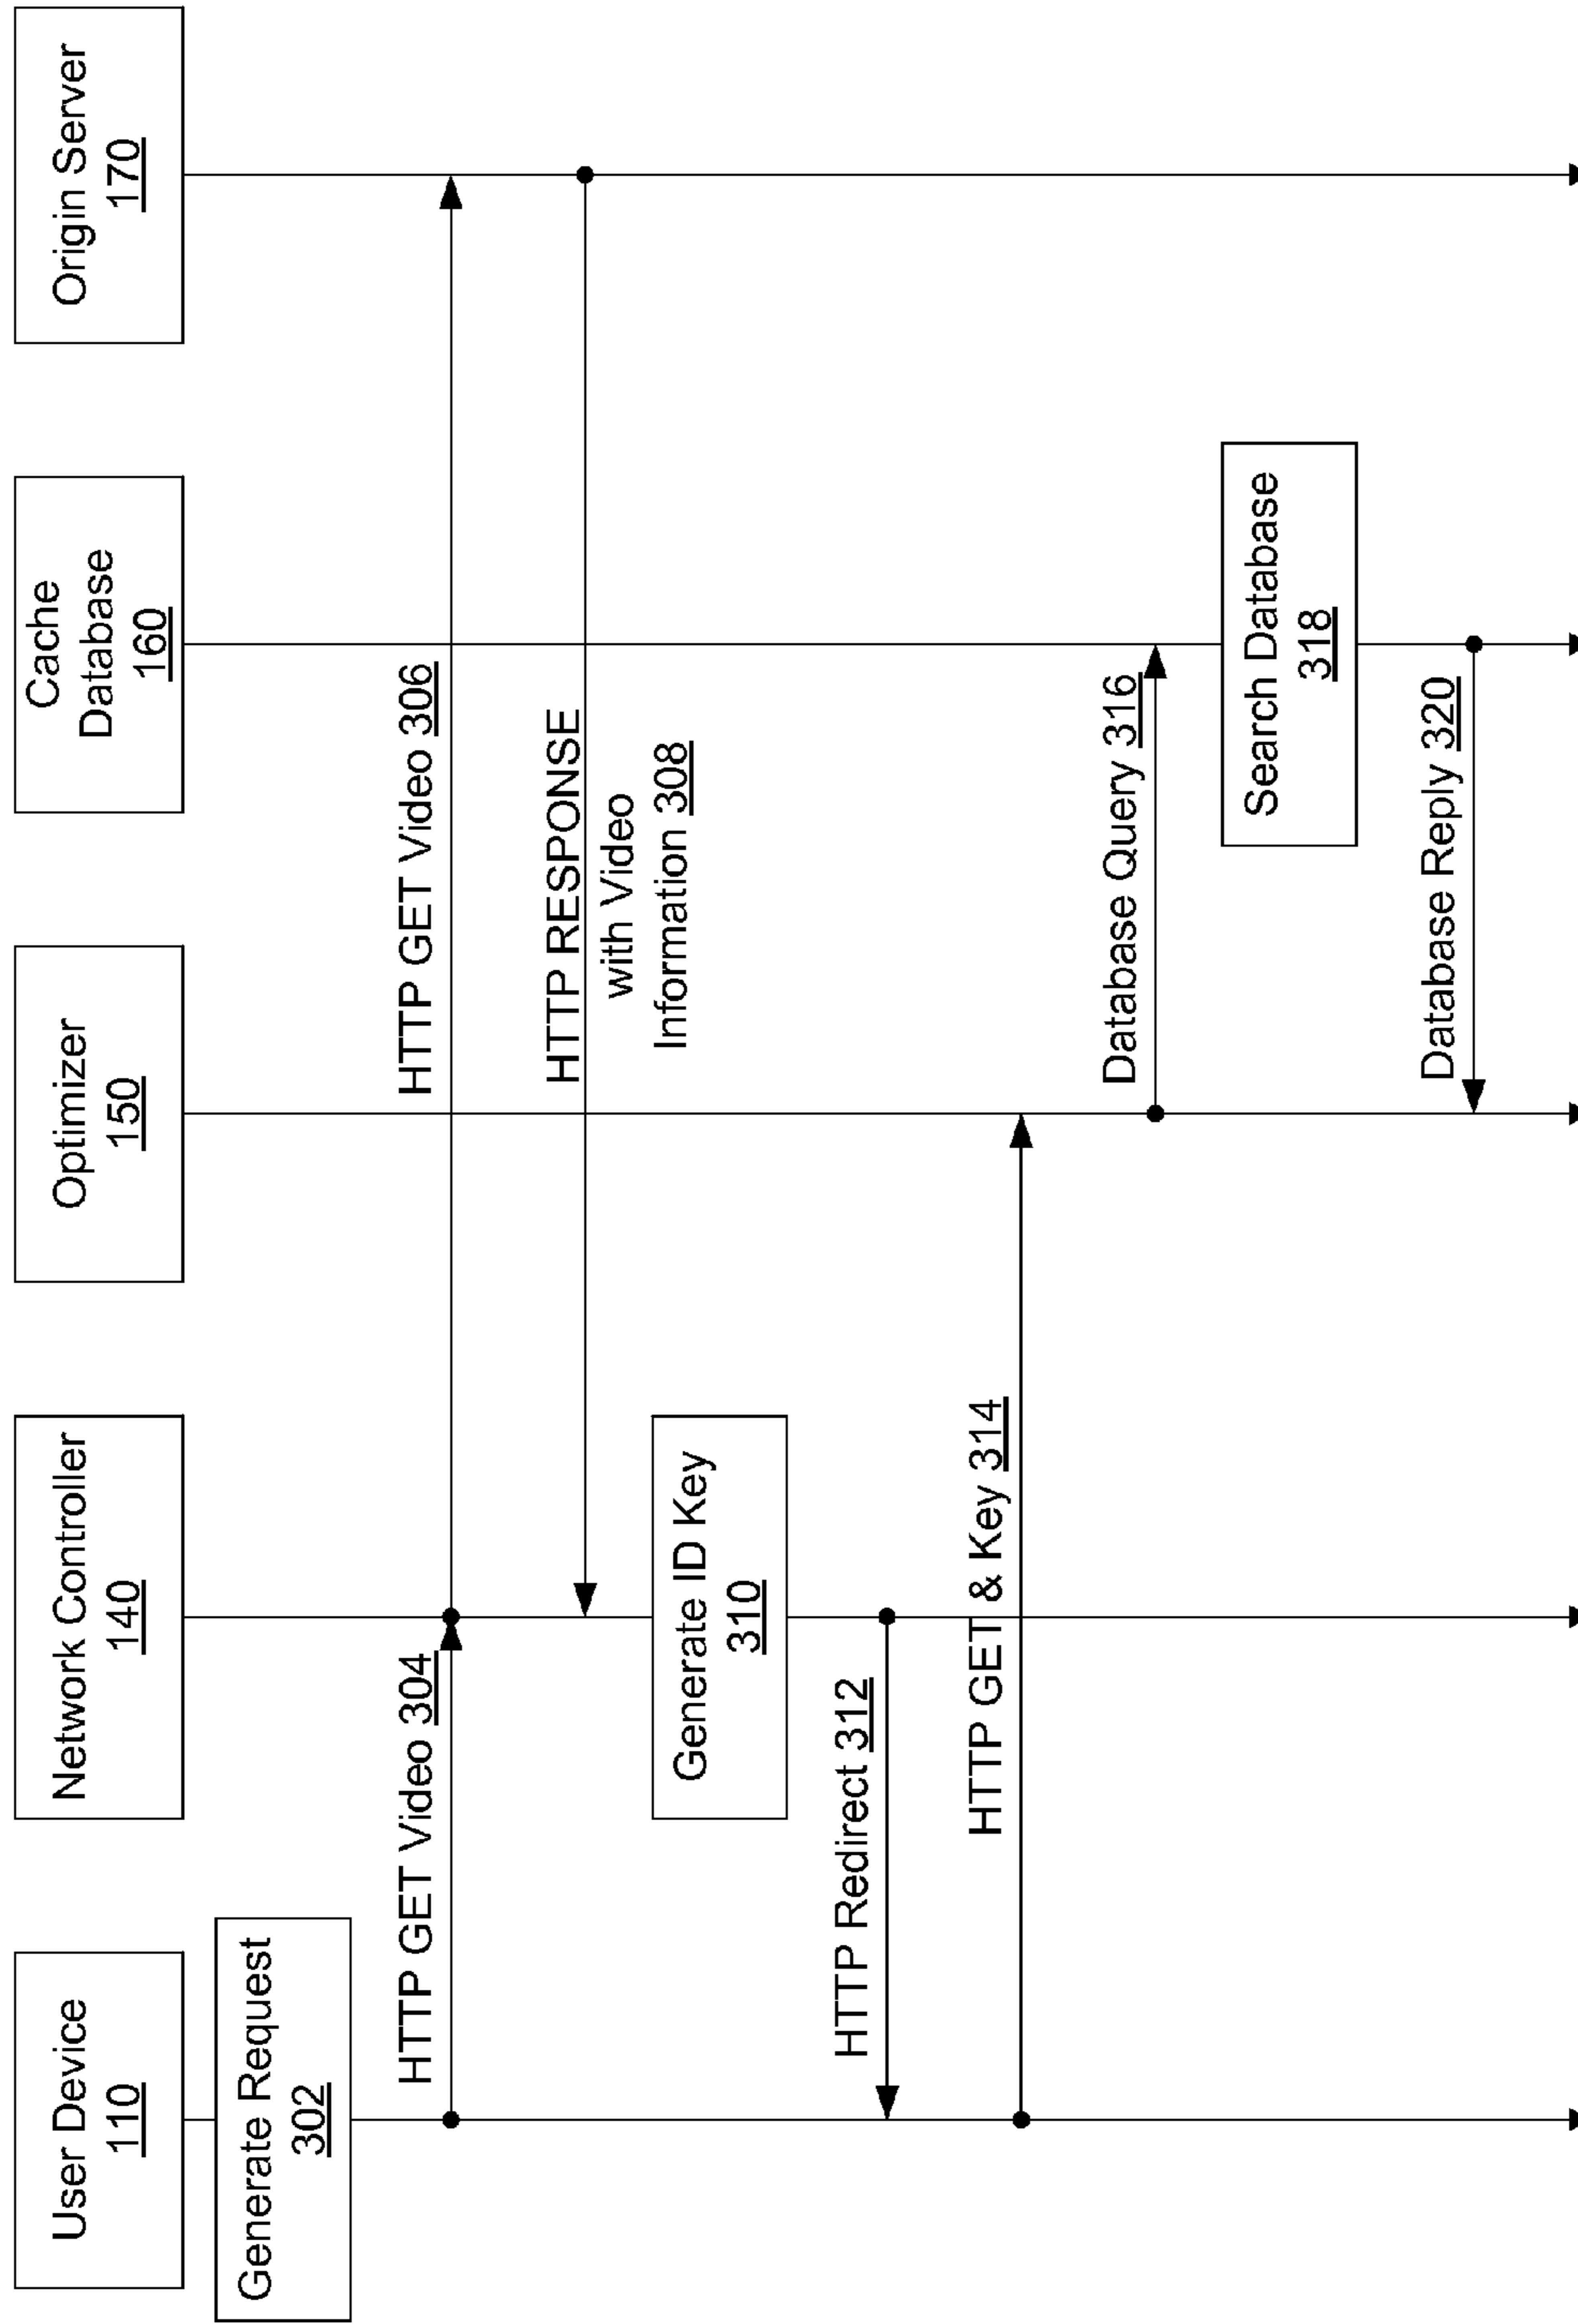 User Device
110
Network Controller
140
Optimizer
150
Cache
Database
160
Origin Server
170
Generate Request
302
HTTP GET Video 304
HTTP GET Video 306
HTTP RESPONSE
with Video
Information 308
Generate ID Key
310
HTTP Redirect 312
HTTP GET & Key 314
Database Query 316
Search Database
318
Database Reply 320